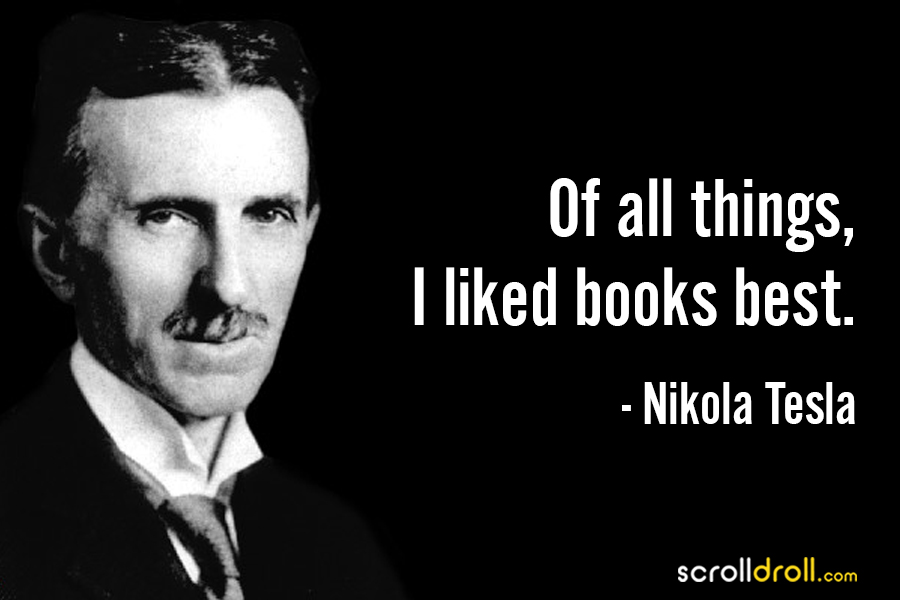 Of all things,
I liked books best.
- Nikola Tesla
scrolldroll.com